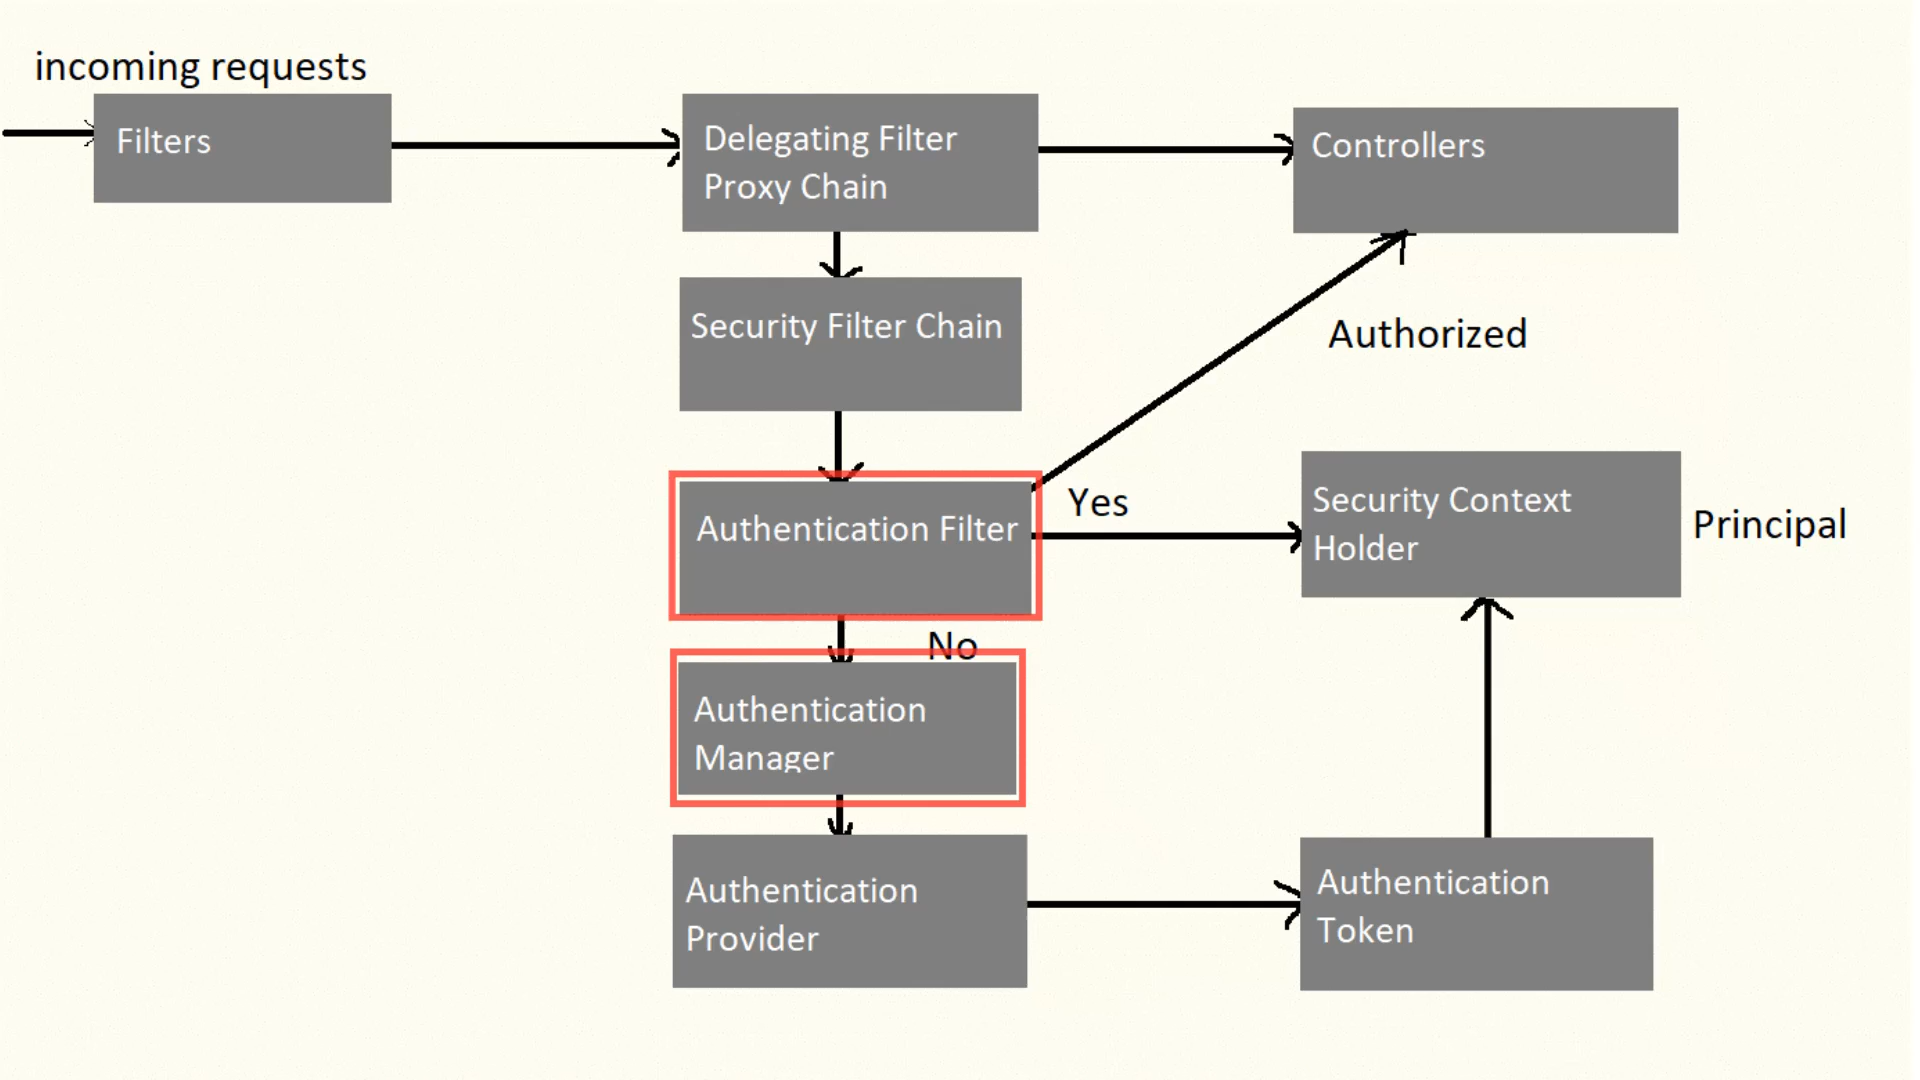 incoming requests
Filters
Delegating Filter
Proxy Chain
Controllers
Security Filter Chain
Authorized
Authentication Filter
Yes
Security Context
Holder
Principal
No
Authentication
Manager
Authentication
Provider
Authentication
Token